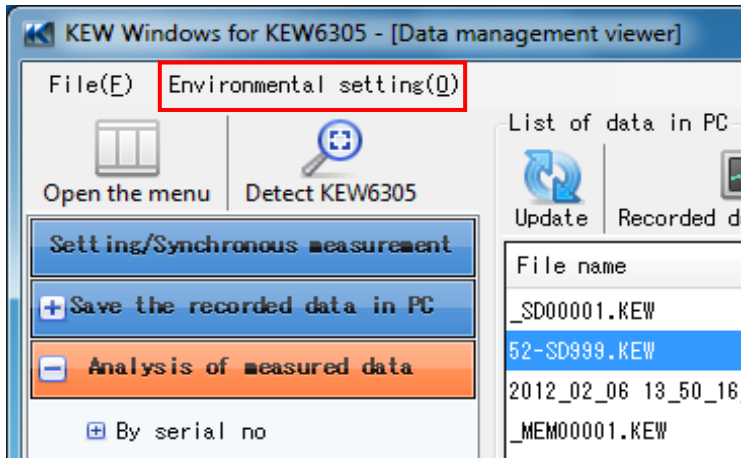 KEW Windows for KEW6305 - [Data management viewer]
File(F) Environmental setting(O)
Open the menu
Detect KEW6305
Setting/Synchronous measurement
Save the recorded data in PC
Analysis of measured data
By serial no
List of data in PC
Update
Recorded d
File name
_SD00001.KEW
52-SD999.KEW
2012_02_06 13_50_16
_MEM00001.KEW